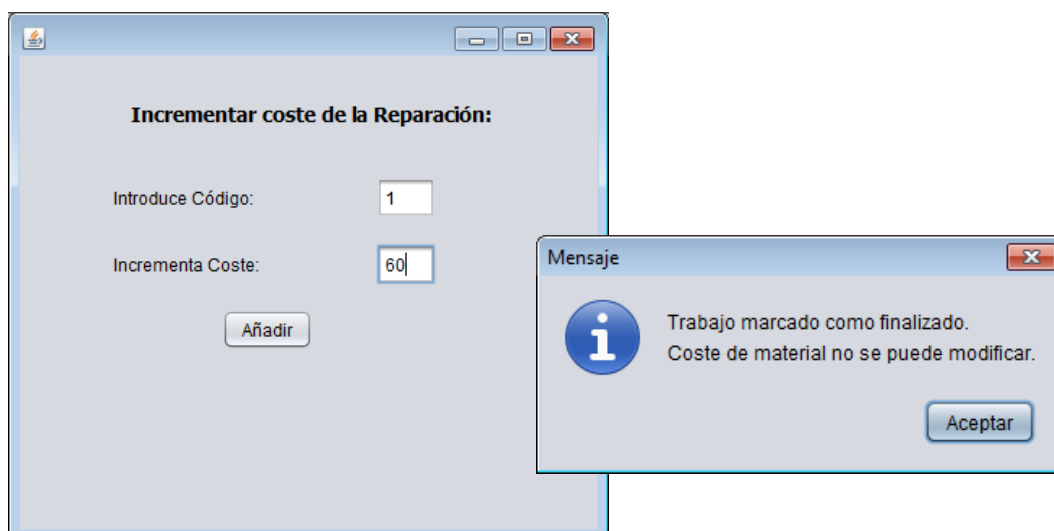 Incrementar coste de la Reparación:
Introduce Código:
1
Incrementa Coste:
60
Añadir
Mensaje
Trabajo marcado como finalizado.
Coste de material no se puede modificar.
Aceptar